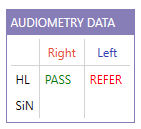 AUDIOMETRY DATA
Right Left
HL PASS REFER
SiN